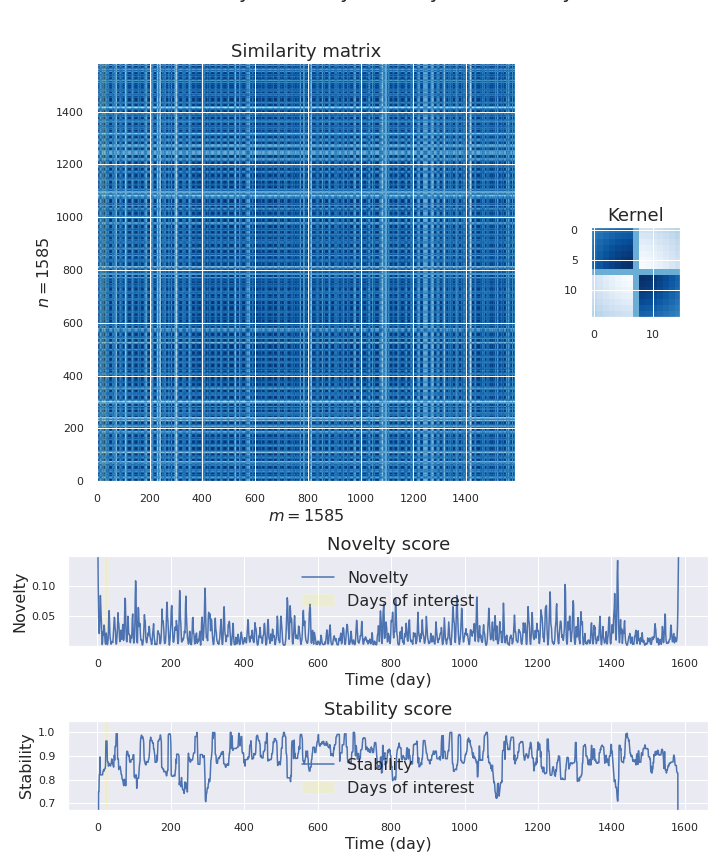 Similarity matrix
1400
1200
1000
800
600
400
200
0
n = 1585
0 200 400 600 800 1000 1200 1400
m = 1585
Kernel
0
5
10
0 10
Novelty score
0.10
0.05
Novelty
Novelty
Days of interest
0 200 400 600 800 1000 1200 1400 1600
Time (day)
Stability score
1.0
0.9
0.8
0.7
Stability
Stability
Days of interest
0 200 400 600 800 1000 1200 1400 1600
Time (day)